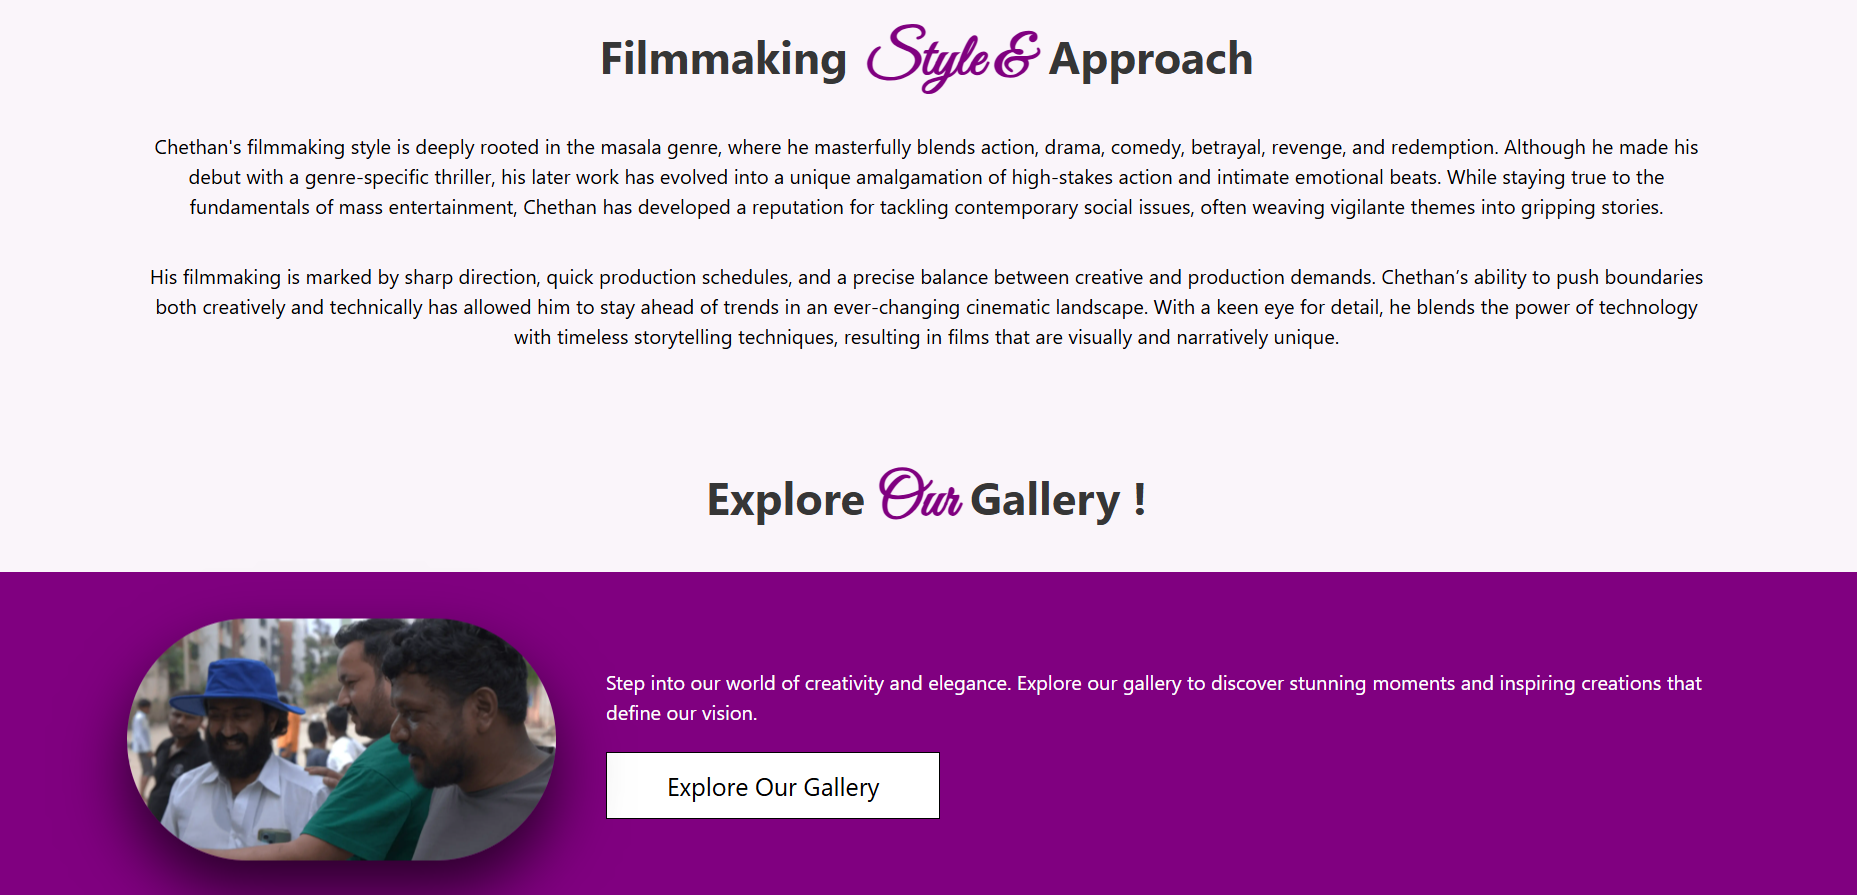 Filmmaking Style & Approach
Chethan's filmmaking style is deeply rooted in the masala genre, where he masterfully blends action, drama, comedy, betrayal, revenge, and redemption. Although he made his
debut with a genre-specific thriller, his later work has evolved into a unique amalgamation of high-stakes action and intimate emotional beats. While staying true to the
fundamentals of mass entertainment, Chethan has developed a reputation for tackling contemporary social issues, often weaving vigilante themes into gripping stories.
His filmmaking is marked by sharp direction, quick production schedules, and a precise balance between creative and production demands. Chethan’s ability to push boundaries
both creatively and technically has allowed him to stay ahead of trends in an ever-changing cinematic landscape. With a keen eye for detail, he blends the power of technology
with timeless storytelling techniques, resulting in films that are visually and narratively unique.
Explore Our Gallery !
Step into our world of creativity and elegance. Explore our gallery to discover stunning moments and inspiring creations that
define our vision.
Explore Our Gallery